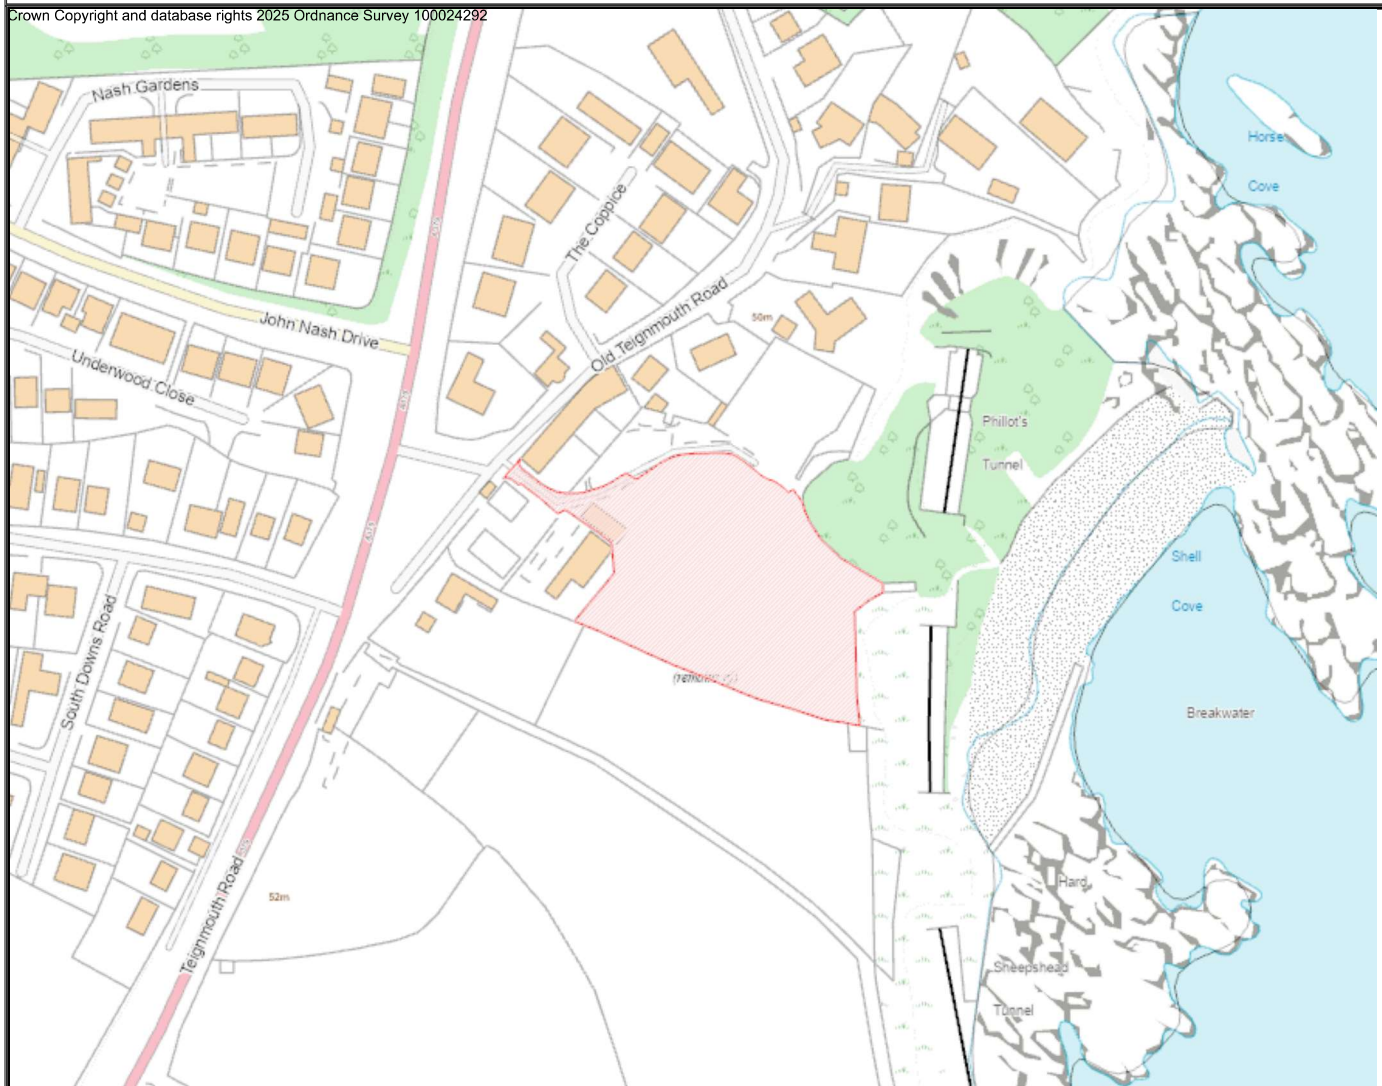 Crown Copyright and database rights 2025 Ordnance Survey 100024292
Nash Gardens
Horse
Cove
The Coppice
Old Teignmouth Road
50m
John Nash Drive
Underwood Close
Phillot's
Tunnel
Shell
Cove
South Downs Road
Breakwater
Hard
52m
Teignmouth Road
Sheepshead
Tunnel